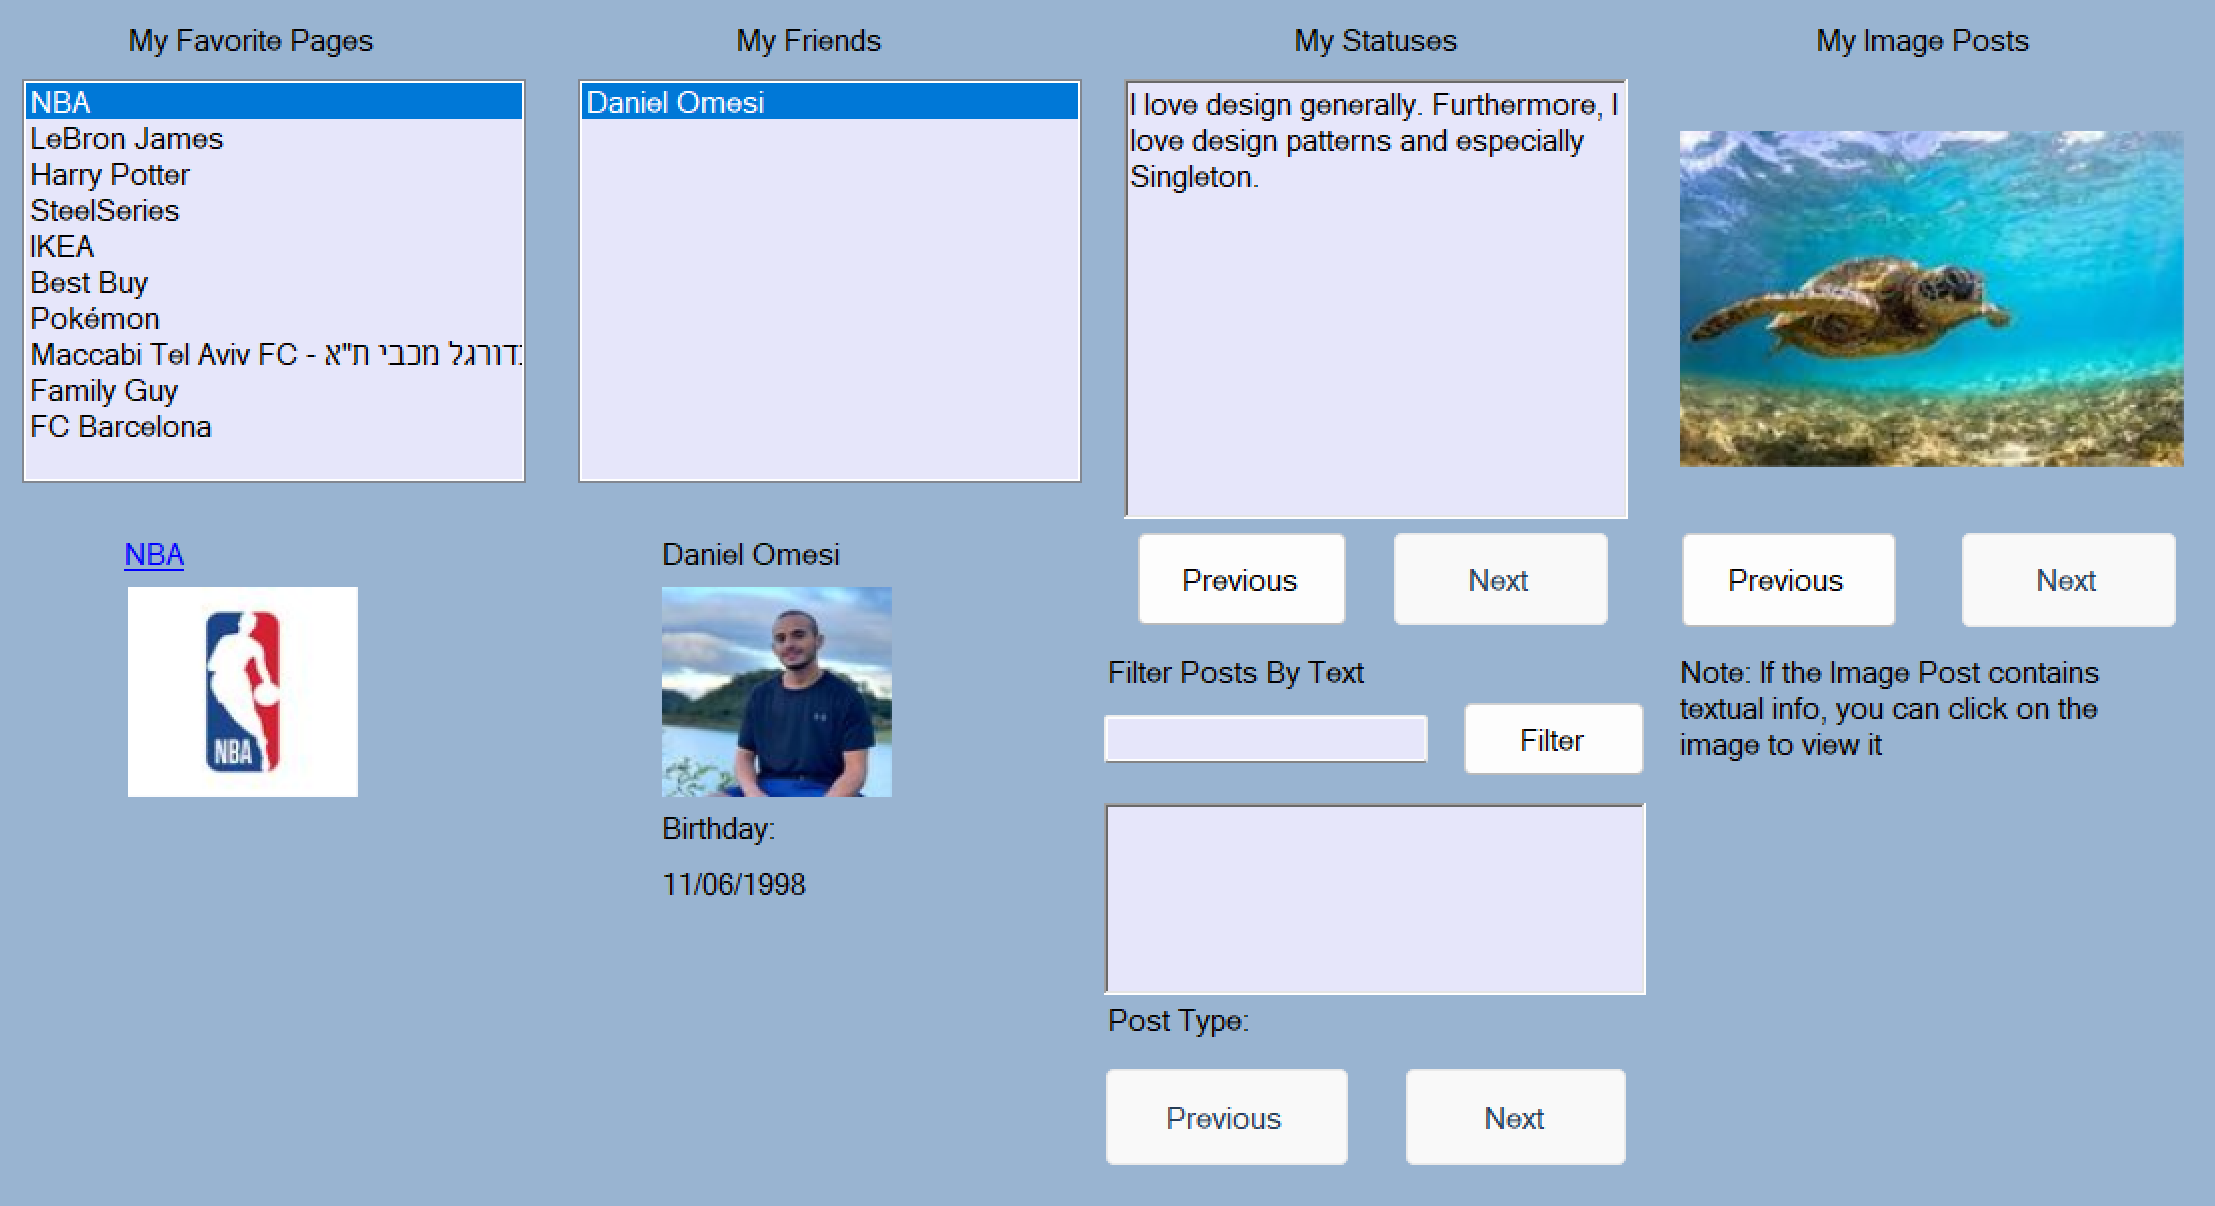 My Favorite Pages
NBA
LeBron James
Harry Potter
SteelSeries
IKEA
Best Buy
Pokémon
Maccabi Tel Aviv FC - מכבי ת"א
Family Guy
FC Barcelona
NBA
NBA
My Friends
Daniel Omesi
Daniel Omesi
Birthday:
11/06/1998
My Statuses
I love design generally. Furthermore, I
love design patterns and especially
Singleton.
Previous
Next
Filter Posts By Text
Filter
Post Type:
Previous
Next
My Image Posts
Previous
Next
Note: If the Image Post contains
textual info, you can click on the
image to view it